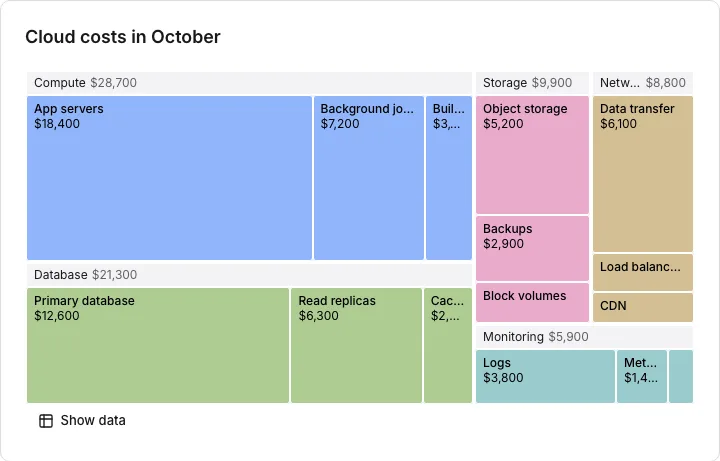 Cloud costs in October
Compute $28,700
App servers
$18,400
Background jo...
$7,200
Buil...
$3,...
Database $21,300
Primary database
$12,600
Read replicas
$6,300
Cac...
$2,...
Storage $9,900
Object storage
$5,200
Backups
$2,900
Block volumes
Netw... $8,800
Data transfer
$6,100
Load balanc...
CDN
Monitoring $5,900
Logs
$3,800
Met...
$1,4...
Show data